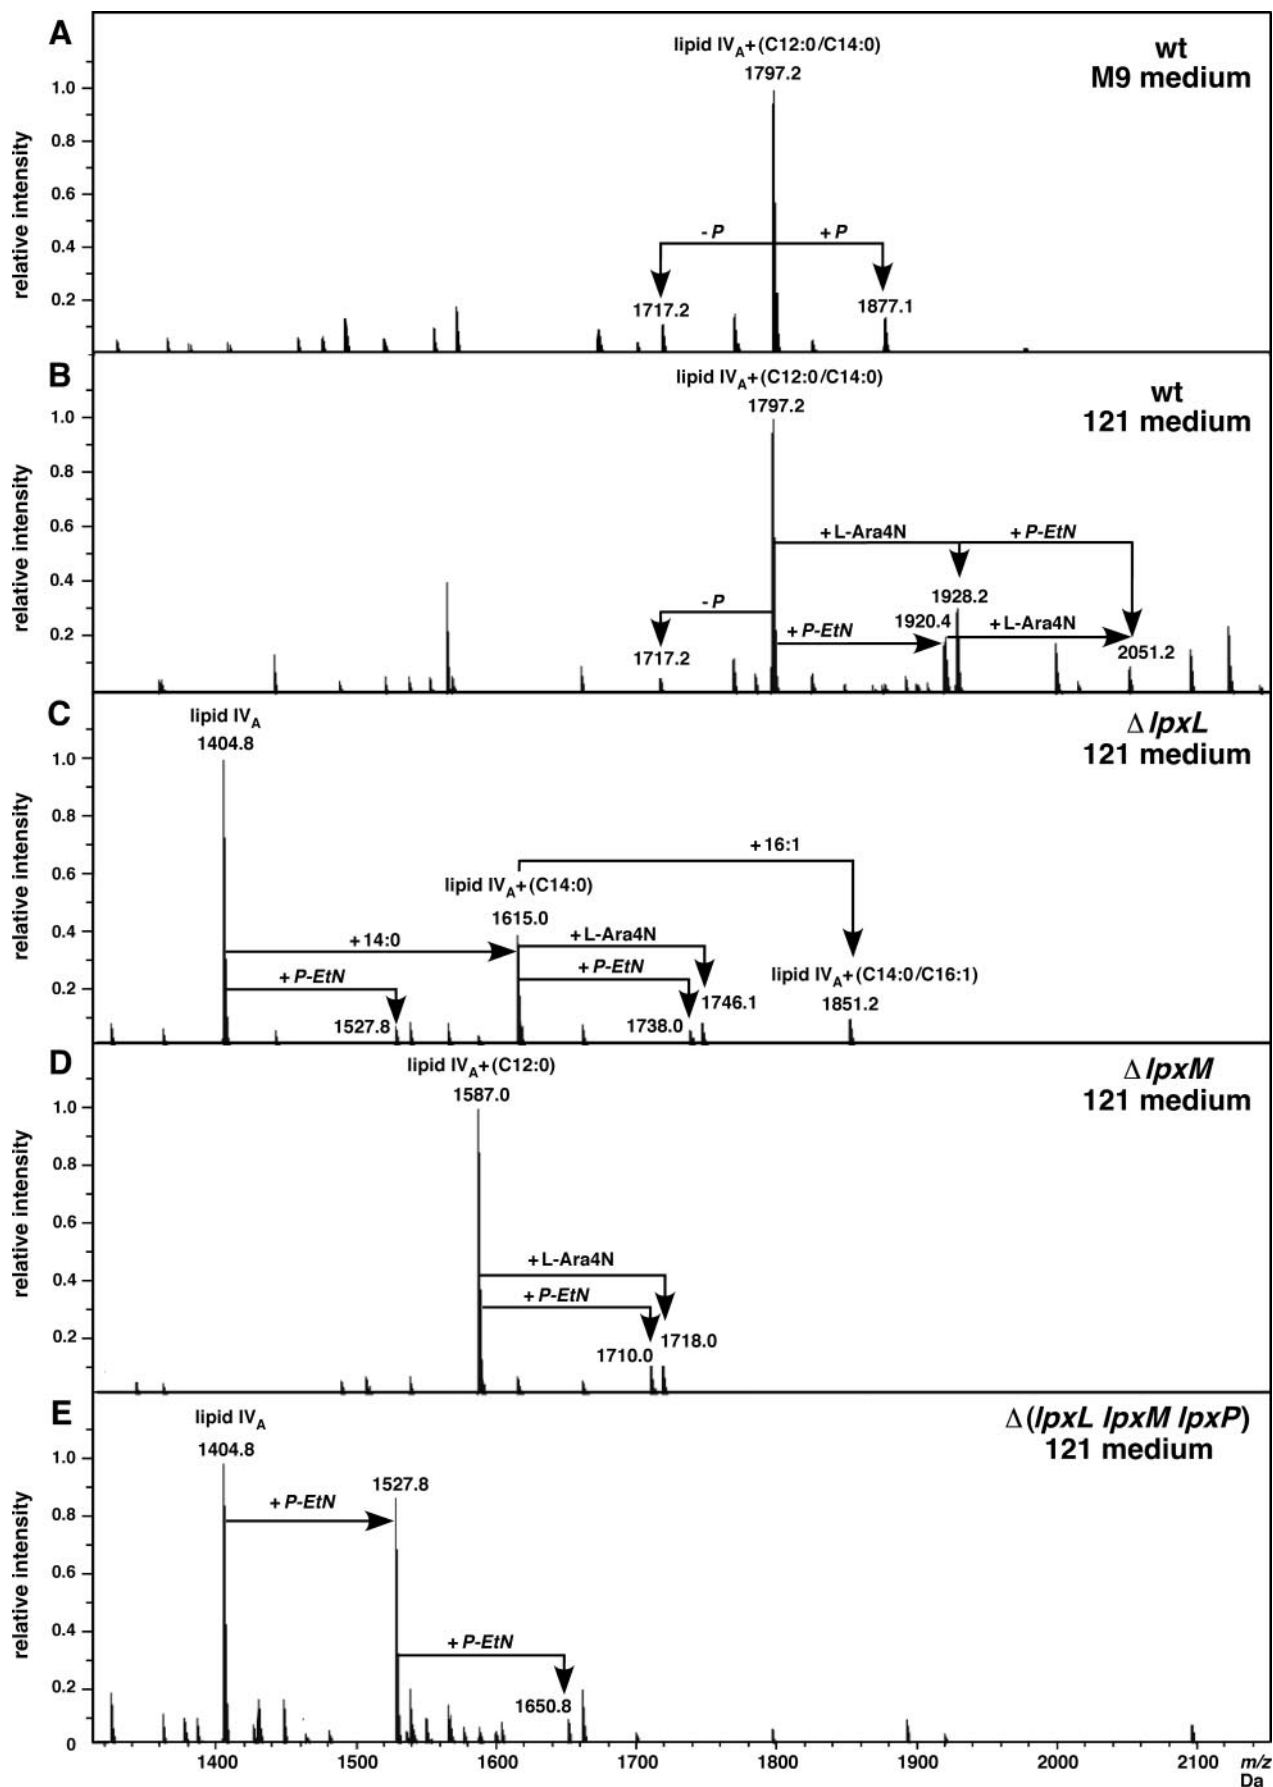 A
lipid IVA+(C12:0/C14:0)
1797.2
wt
M9 medium
relative intensity
1.0
0.8
0.6
0.4
0.2
- P
+ P
1717.2
1877.1
B
lipid IVA+(C12:0/C14:0)
1797.2
wt
121 medium
relative intensity
1.0
0.8
0.6
0.4
0.2
+ L-Ara4N
+ P-EtN
- P
1928.2
1920.4
+ P-EtN
+ L-Ara4N
1717.2
2051.2
C
lipid IVA
1404.8
Δ lpxL
121 medium
relative intensity
1.0
0.8
0.6
0.4
0.2
+ 16:1
lipid IVA+(C14:0)
1615.0
+ 14:0
+ L-Ara4N
+ P-EtN
+ P-EtN
lipid IVA+(C14:0/C16:1)
1851.2
1527.8
1738.0
1746.1
D
lipid IVA+(C12:0)
1587.0
Δ lpxM
121 medium
relative intensity
1.0
0.8
0.6
0.4
0.2
+ L-Ara4N
+ P-EtN
1710.0
1718.0
E
lipid IVA
1404.8
Δ (lpxL lpxM lpxP)
121 medium
relative intensity
1.0
0.8
0.6
0.4
0.2
0
+ P-EtN
1527.8
+ P-EtN
1650.8
1400
1500
1600
1700
1800
1900
2000
2100
m/z
Da